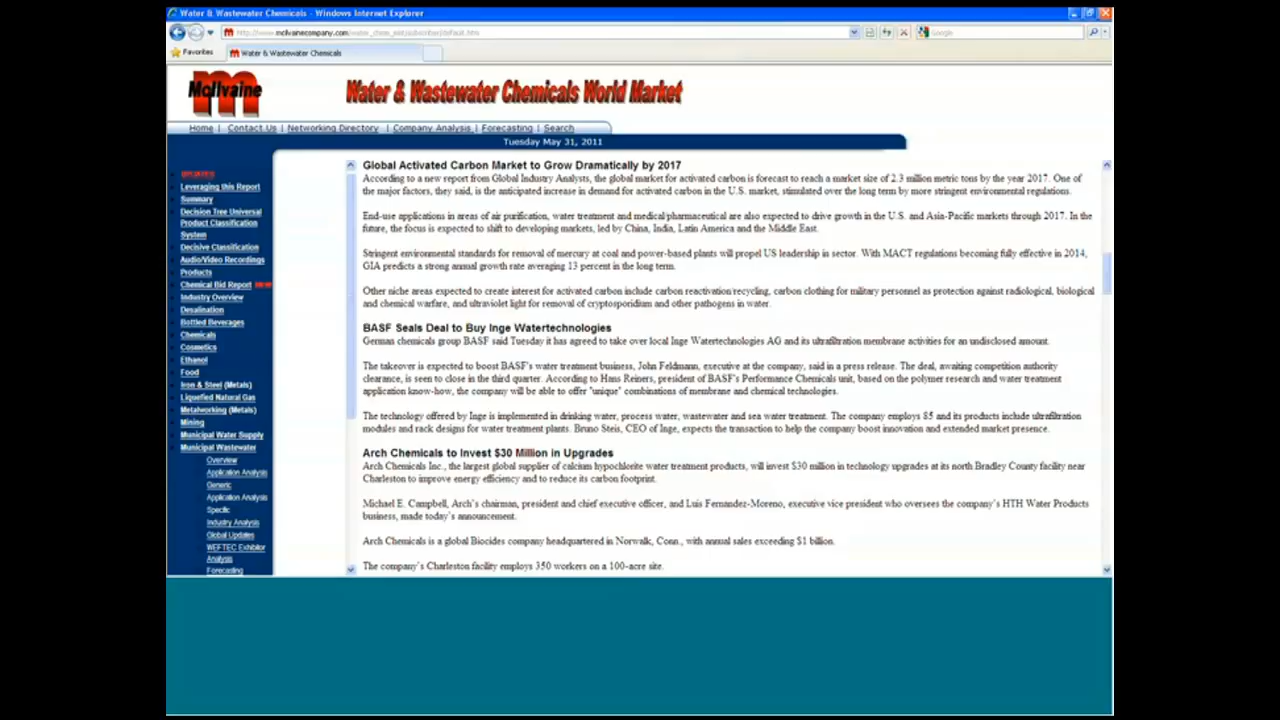 Water & Wastewater Chemicals - Windows Internet Explorer
Favorites
Water & Wastewater Chemicals
Google
McIlvaine
Water & Wastewater Chemicals World Market
Home | Contact Us | Networking Directory | Company Analysis | Forecasting | Search
Tuesday May 31, 2011
UPDATES
Leveraging this Report
Summary
Decision Tree Universal
Product Classification
System
Decisive Classification
Audio/Video Recordings
Products
Chemical Bid Report NEW
Industry Overview
Desalination
Bottled Beverages
Chemicals
Cosmetics
Ethanol
Food
Iron & Steel (Metals)
Liquefied Natural Gas
Metalworking (Metals)
Mining
Municipal Water Supply
Municipal Wastewater
Overview
Application Analysis
Generic
Application Analysis
Specific
Industry Analysis
Global Updates
WEFTEC Exhibitor
Analysis
Forecasting
Global Activated Carbon Market to Grow Dramatically by 2017
According to a new report from Global Industry Analysts, the global market for activated carbon is forecast to reach a market size of 2.3 million metric tons by the year 2017. One of
the major factors, they said, is the anticipated increase in demand for activated carbon in the U.S. market, stimulated over the long term by more stringent environmental regulations.
End-use applications in areas of air purification, water treatment and medical/pharmaceutical are also expected to drive growth in the U.S. and Asia-Pacific markets through 2017. In the
future, the focus is expected to shift to developing markets, led by China, India, Latin America and the Middle East.
Stringent environmental standards for removal of mercury at coal and power-based plants will propel US leadership in sector. With MACT regulations becoming fully effective in 2014,
GIA predicts a strong annual growth rate averaging 13 percent in the long term.
Other niche areas expected to create interest for activated carbon include carbon reactivation/recycling, carbon clothing for military personnel as protection against radiological, biological
and chemical warfare, and ultraviolet light for removal of cryptosporidium and other pathogens in water.
BASF Seals Deal to Buy Inge Watertechnologies
German chemicals group BASF said Tuesday it has agreed to take over local Inge Watertechnologies AG and its ultrafiltration membrane activities for an undisclosed amount.
The takeover is expected to boost BASF's water treatment business, John Feldmann, executive at the company, said in a press release. The deal, awaiting competition authority
clearance, is seen to close in the third quarter. According to Hans Reiners, president of BASF's Performance Chemicals unit, based on the polymer research and water treatment
application know-how, the company will be able to offer "unique" combinations of membrane and chemical technologies.
The technology offered by Inge is implemented in drinking water, process water, wastewater and sea water treatment. The company employs 85 and its products include ultrafiltration
modules and rack designs for water treatment plants. Bruno Steis, CEO of Inge, expects the transaction to help the company boost innovation and extended market presence.
Arch Chemicals to Invest $30 Million in Upgrades
Arch Chemicals Inc., the largest global supplier of calcium hypochlorite water treatment products, will invest $30 million in technology upgrades at its north Bradley County facility near
Charleston to improve energy efficiency and to reduce its carbon footprint.
Michael E. Campbell, Arch's chairman, president and chief executive officer, and Luis Fernandez-Moreno, executive vice president who oversees the company's HTH Water Products
business, made today's announcement.
Arch Chemicals is a global Biocides company headquartered in Norwalk, Conn., with annual sales exceeding $1 billion.
The company's Charleston facility employs 350 workers on a 100-acre site.